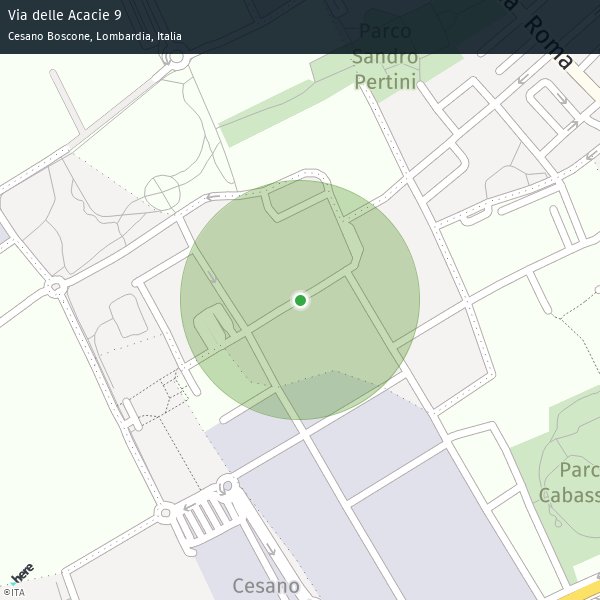 Via delle Acacie 9
Cesano Boscone, Lombardia, Italia
Roma
Parco
Sandro
Pertini
Parc
Cabass
Cesano
here
©ITA